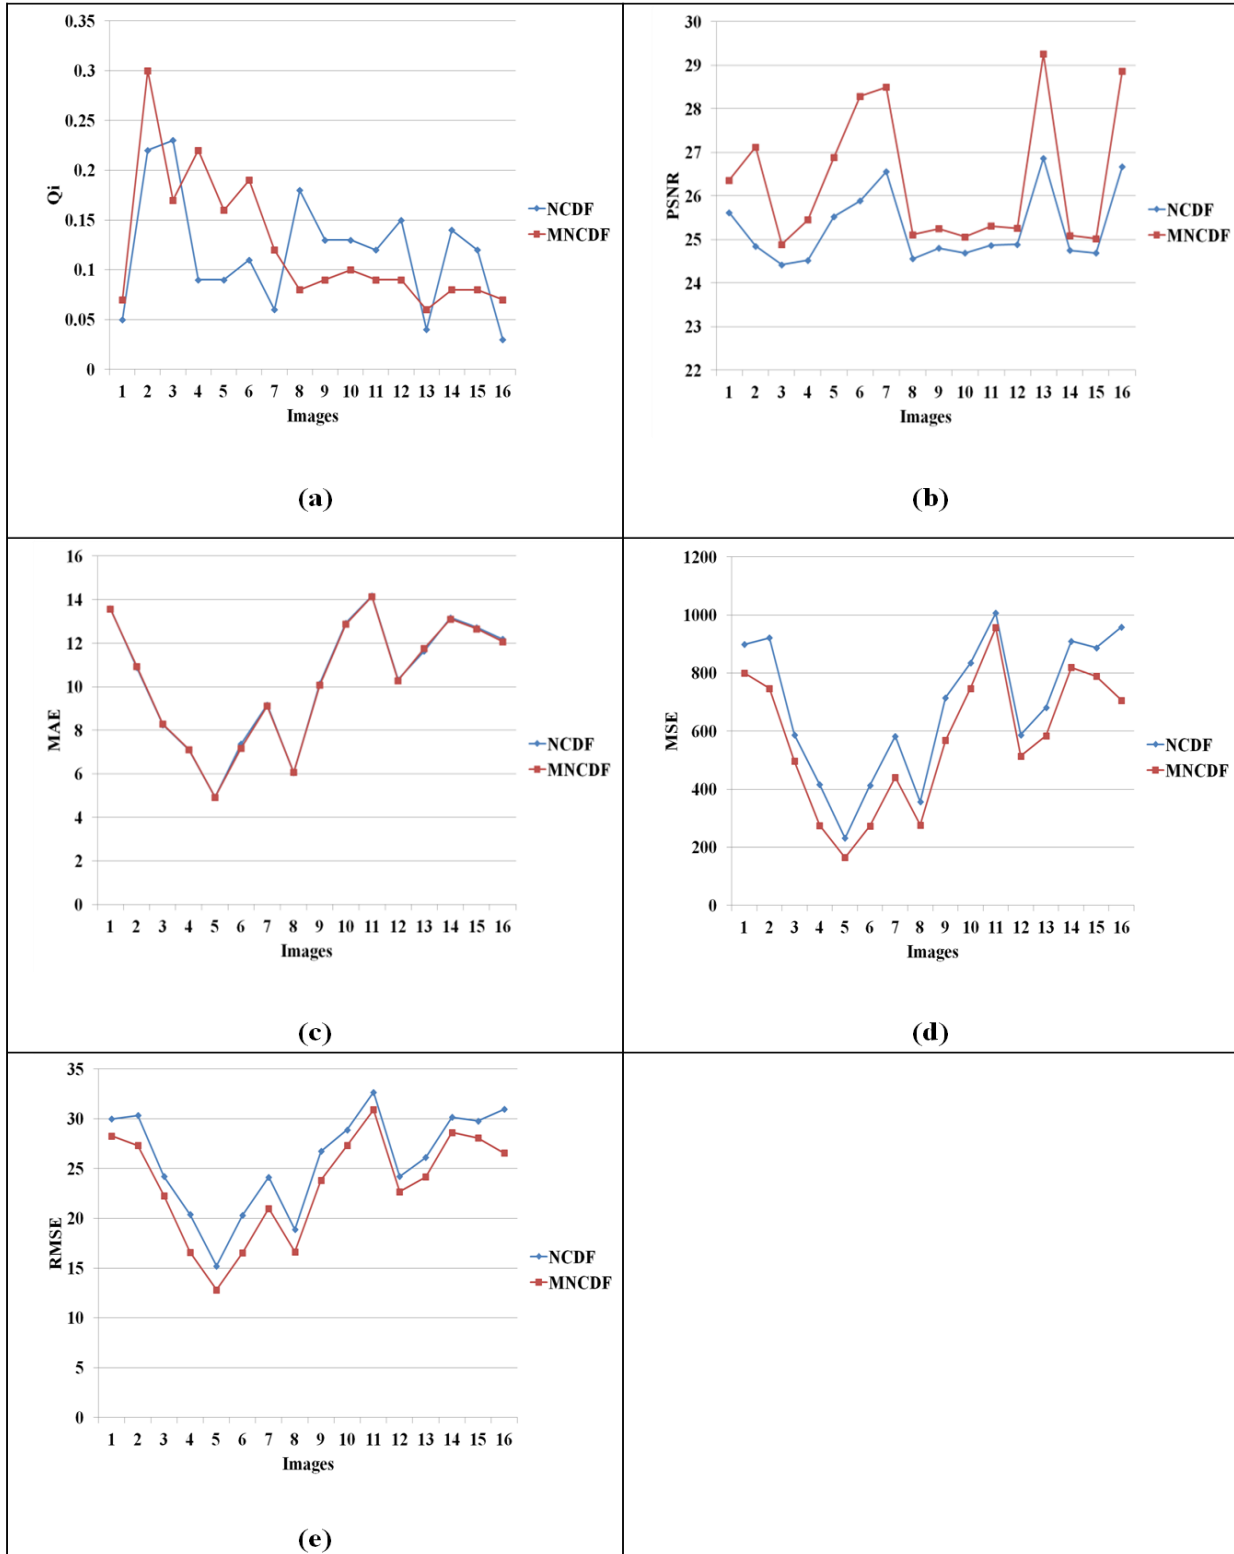 0.35
0.3
0.25
0.2
0.15
0.1
0.05
0
Qi
1 2 3 4 5 6 7 8 9 10 11 12 13 14 15 16
Images
NCDF
MNCDF
(a)
30
29
28
27
26
25
24
23
22
PSNR
1 2 3 4 5 6 7 8 9 10 11 12 13 14 15 16
Images
NCDF
MNCDF
(b)
16
14
12
10
8
6
4
2
0
MAE
1 2 3 4 5 6 7 8 9 10 11 12 13 14 15 16
Images
NCDF
MNCDF
(c)
1200
1000
800
600
400
200
0
MSE
1 2 3 4 5 6 7 8 9 10 11 12 13 14 15 16
Images
NCDF
MNCDF
(d)
35
30
25
20
15
10
5
0
RMSE
1 2 3 4 5 6 7 8 9 10 11 12 13 14 15 16
Images
NCDF
MNCDF
(e)